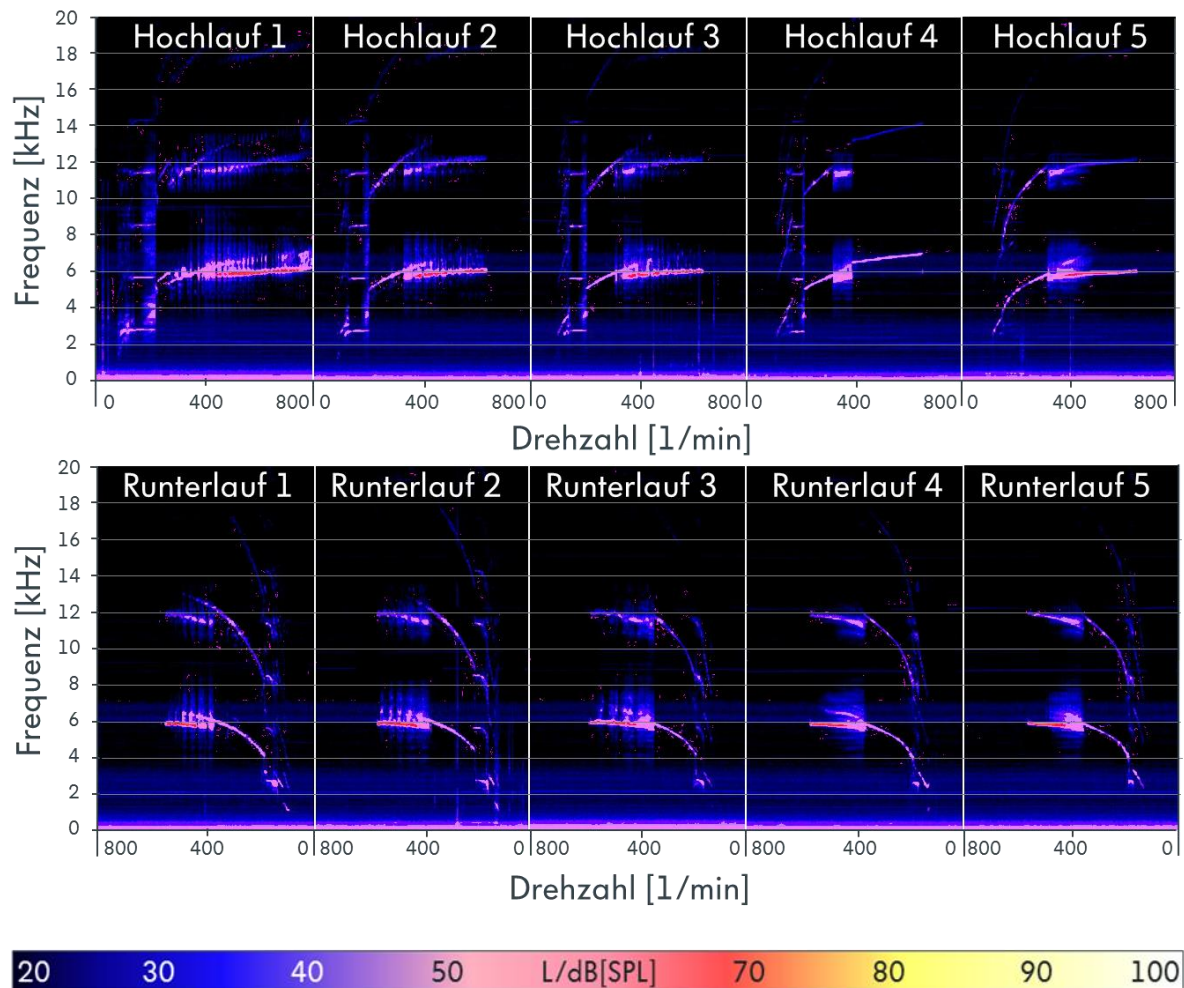 20
Hochlauf 1 Hochlauf 2 Hochlauf 3 Hochlauf 4 Hochlauf 5
18
16
14
12
10
8
6
4
2
0
Frequenz [kHz]
0 400 800 0 400 800 0 400 800 0 400 800 0 400 800
Drehzahl [1/min]
20
Runterlauf 1 Runterlauf 2 Runterlauf 3 Runterlauf 4 Runterlauf 5
18
16
14
12
10
8
6
4
2
0
Frequenz [kHz]
800 400 0 800 400 0 800 400 0 800 400 0 800 400 0
Drehzahl [1/min]
20 30 40 50 L/dB[SPL] 70 80 90 100